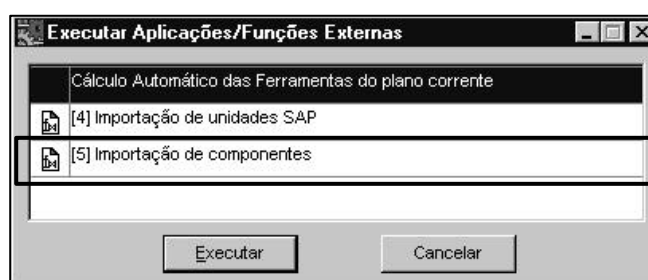 Executar Aplicações/Funções Externas
Cálculo Automático das Ferramentas do plano corrente
[4] Importação de unidades SAP
[5] Importação de componentes
Executar Cancelar